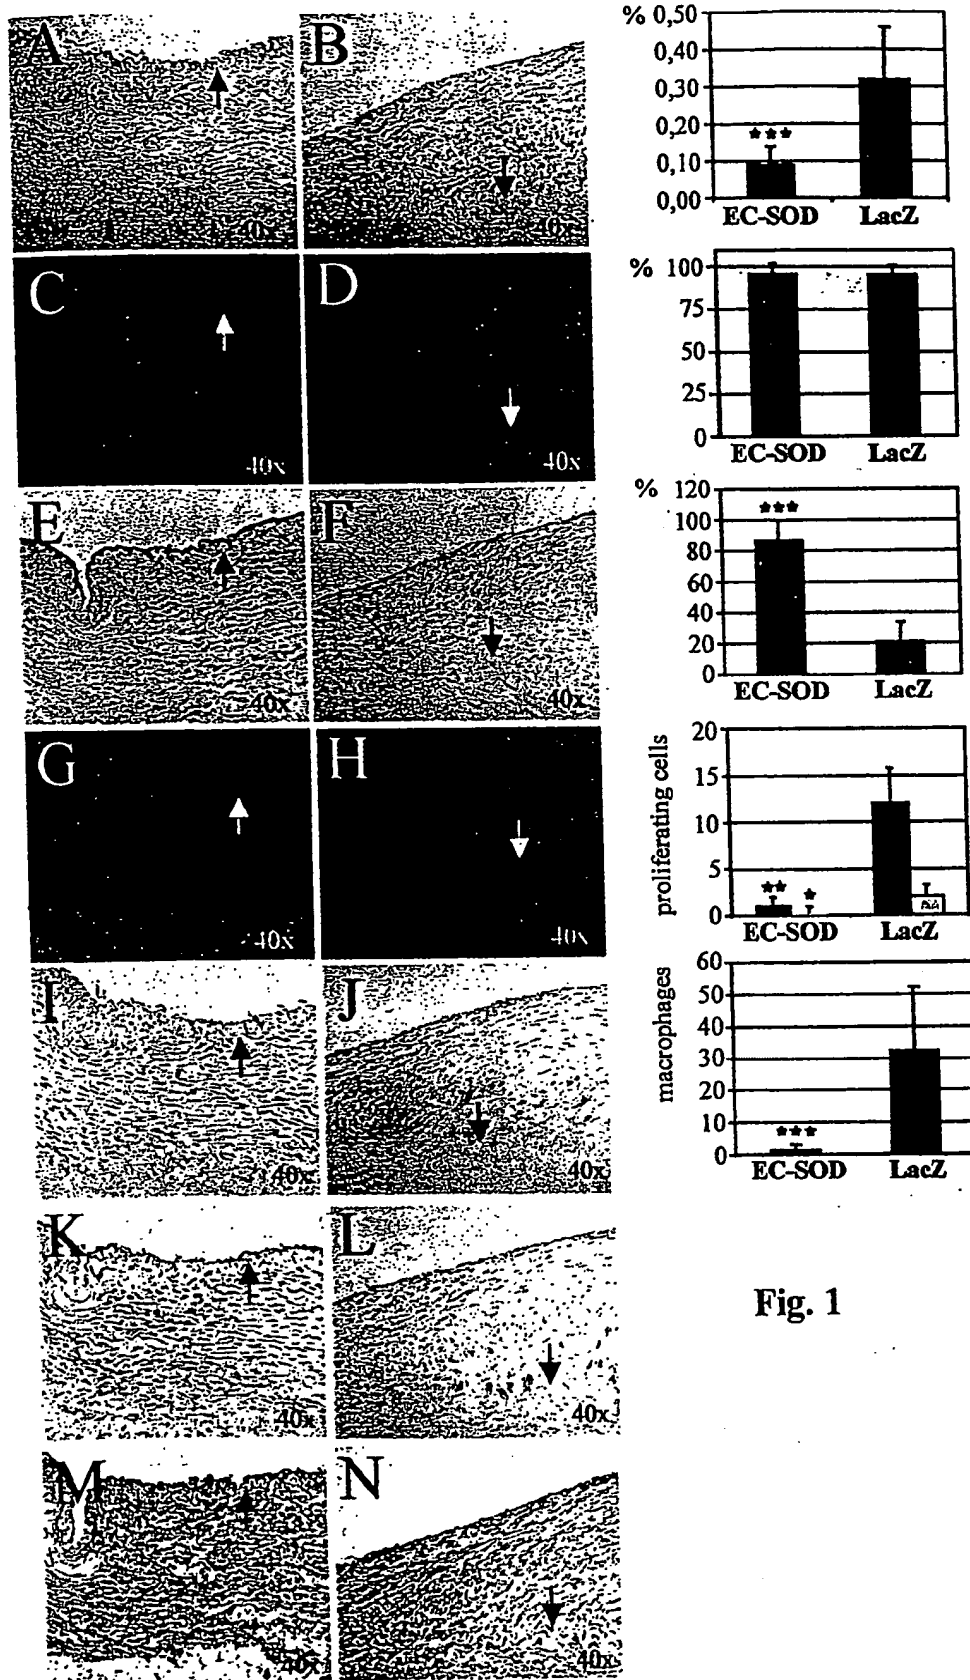 A
B
40x
40x
% 0,50
0,40
0,30
0,20
0,10
0,00
***
EC-SOD LacZ
C
D
40x
40x
% 100
75
50
25
0
EC-SOD LacZ
E
F
40x
40x
% 120
100
80
60
40
20
0
***
EC-SOD LacZ
G
H
40x
40x
proliferating cells
20
15
10
5
0
** *
EC-SOD LacZ
I
J
40x
40x
macrophages
60
50
40
30
20
10
0
***
EC-SOD LacZ
K
L
40x
40x
Fig. 1
M
N
40x
40x